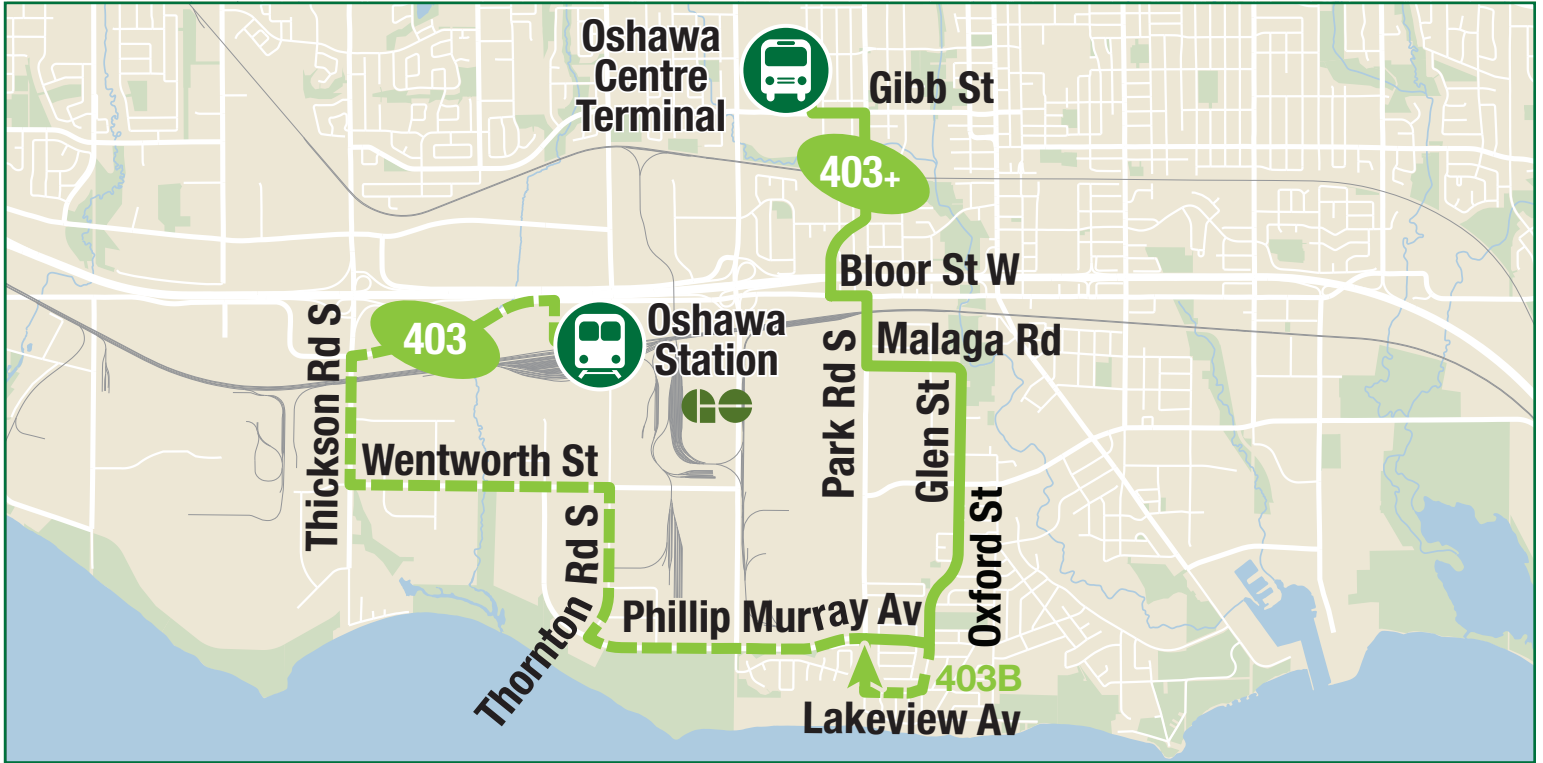 Oshawa
Centre
Terminal
Gibb St
403+
Bloor St W
403
Oshawa
Station
GO
Malaga Rd
Thickson Rd S
Park Rd S
Glen St
Wentworth St
Oxford St
Thornton Rd S
Phillip Murray Av
403B
Lakeview Av